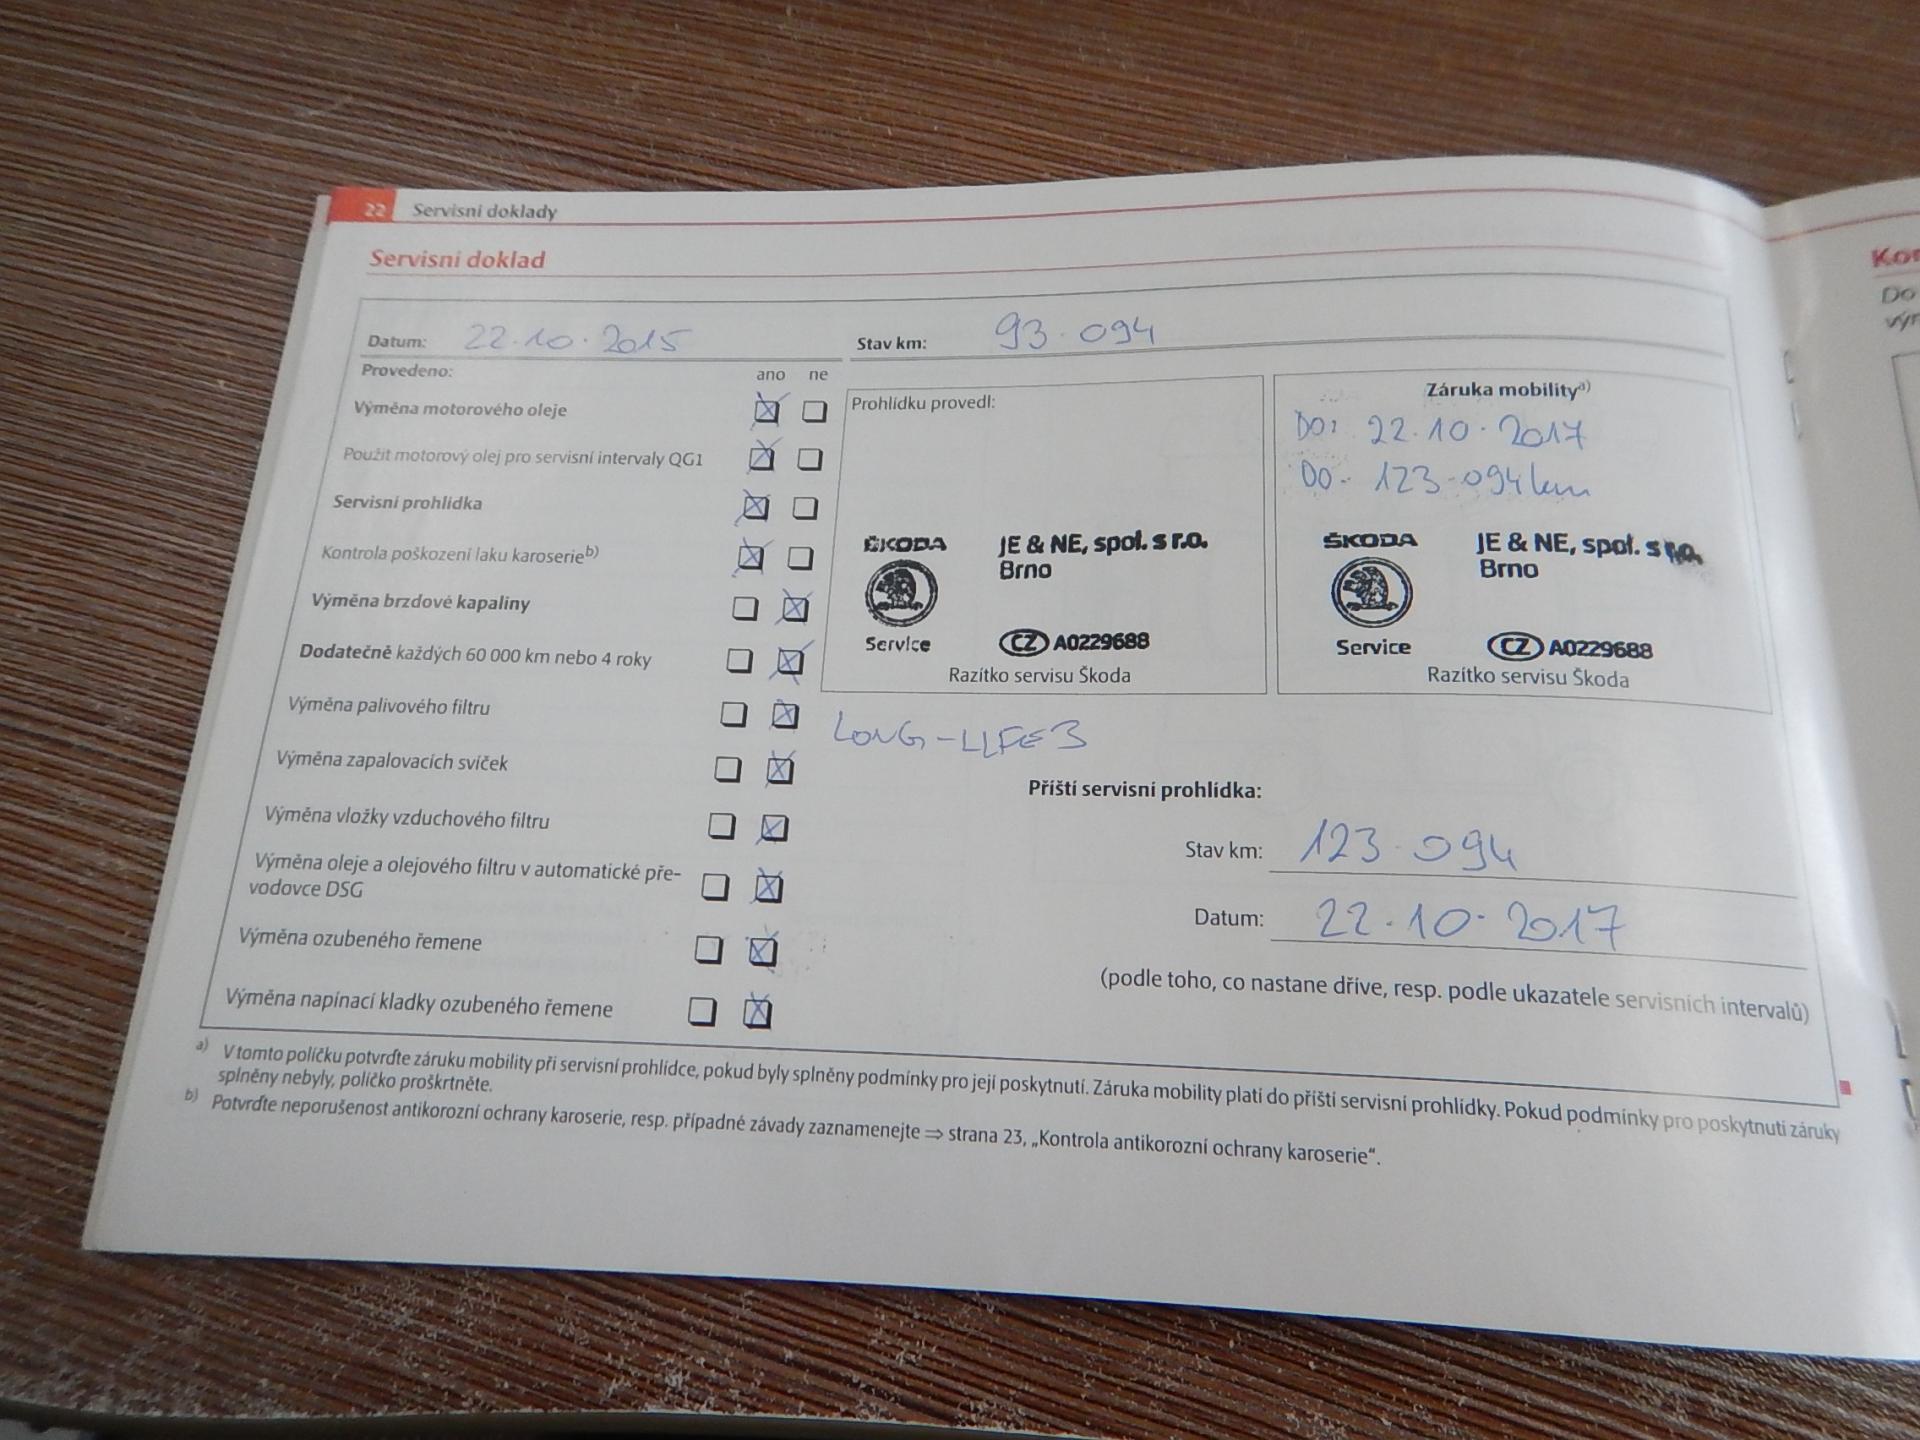 22 Servisní doklady
Servisní doklad
Datum: 22.10.2015 Stav km: 93.094
Provedeno: ano ne
Výměna motorového oleje
Použit motorový olej pro servisní intervaly QG1
Servisní prohlídka
Kontrola poškození laku karoserie b)
Výměna brzdové kapaliny
Dodatečně každých 60 000 km nebo 4 roky
Výměna palivového filtru
Výměna zapalovacích svíček
Výměna vložky vzduchového filtru
Výměna oleje a olejového filtru v automatické pře-
vodovce DSG
Výměna ozubeného řemene
Výměna napínací kladky ozubeného řemene
Prohlídku provedl:
ŠKODA JE & NE, spol. s r.o.
Brno
Service CZ A0229688
Razítko servisu Škoda
Záruka mobility a)
DO: 22.10.2017
DO. 123.094 km
ŠKODA JE & NE, spol. s r.o.
Brno
Service CZ A0229688
Razítko servisu Škoda
LONG-LIFE 3
Příští servisní prohlídka:
Stav km: 123.094
Datum: 22.10.2017
(podle toho, co nastane dříve, resp. podle ukazatele servisních intervalů)
a) V tomto políčku potvrďte záruku mobility při servisní prohlídce, pokud byly splněny podmínky pro její poskytnutí. Záruka mobility platí do příští servisní prohlídky. Pokud podmínky pro poskytnutí záruky
splněny nebyly, políčko proškrtněte.
b) Potvrďte neporušenost antikorozní ochrany karoserie, resp. případné závady zaznamenejte ⇒ strana 23, „Kontrola antikorozní ochrany karoserie“.
Do